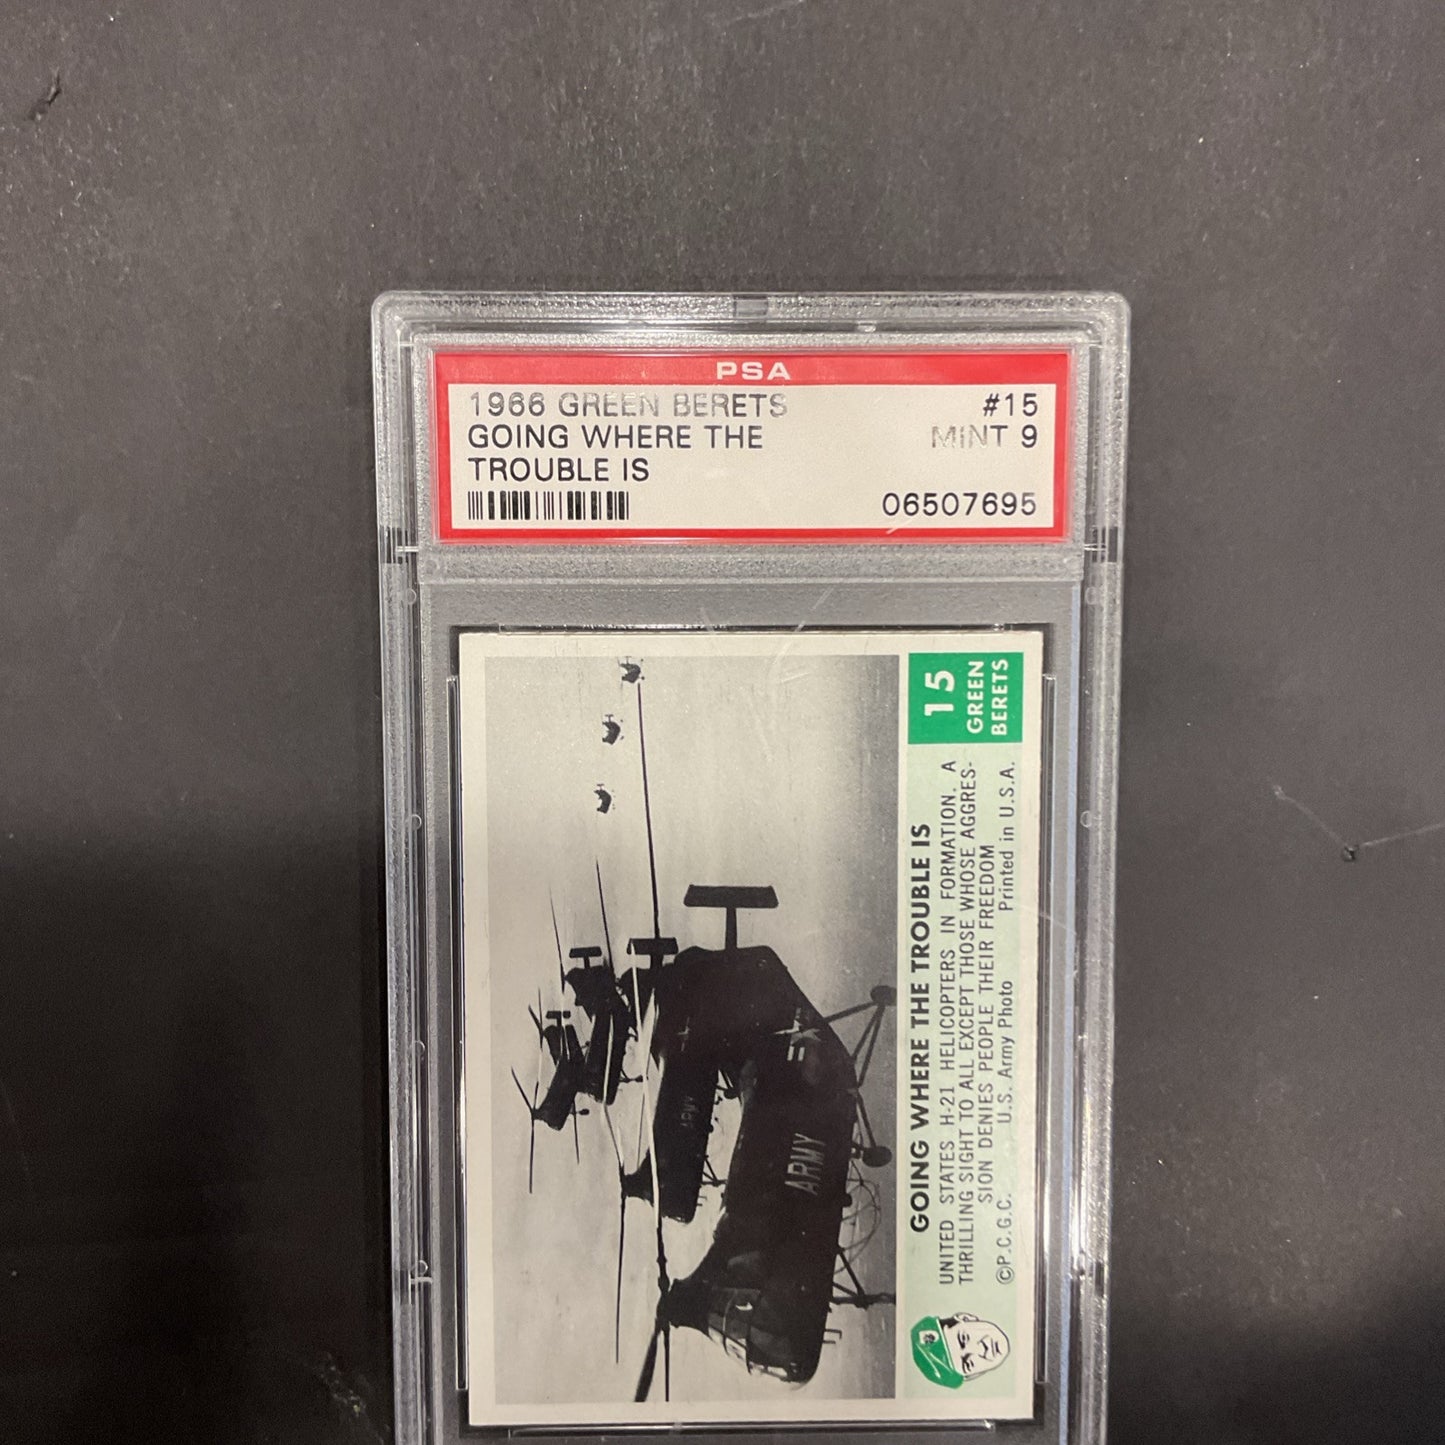 PSA
1966 GREEN BERETS #15
GOING WHERE THE MINT 9
TROUBLE IS
06507695
15
GREEN
BERETS
GOING WHERE THE TROUBLE IS
UNITED STATES H-21 HELICOPTERS IN FORMATION. A
THRILLING SIGHT TO ALL EXCEPT THOSE WHOSE AGGRES-
SION DENIES PEOPLE THEIR FREEDOM
©P.C.G.C. U.S. Army Photo Printed in U.S.A.
ARMY
ARMY